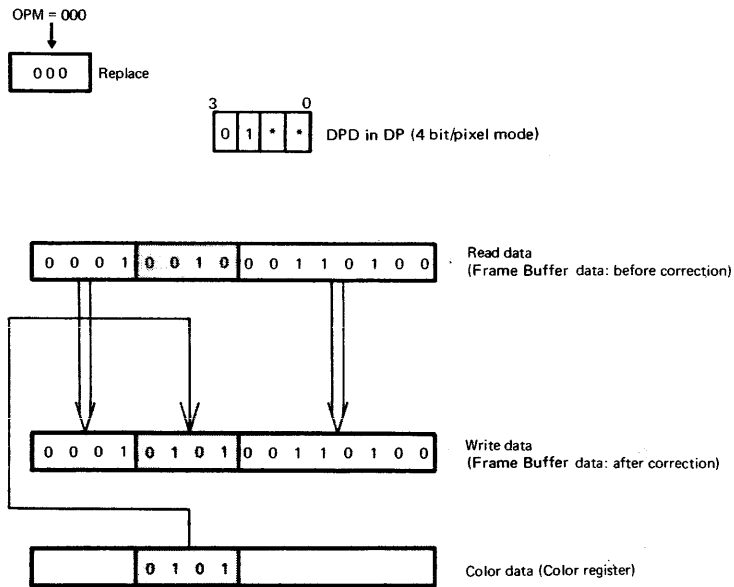 OPM = 000
0 0 0 Replace
3 0
0 1 * * DPD in DP (4 bit/pixel mode)
0 0 0 1 0 0 1 0 0 0 1 1 0 1 0 0 Read data
(Frame Buffer data: before correction)
0 0 0 1 0 1 0 1 0 0 1 1 0 1 0 0 Write data
(Frame Buffer data: after correction)
0 1 0 1 Color data (Color register)